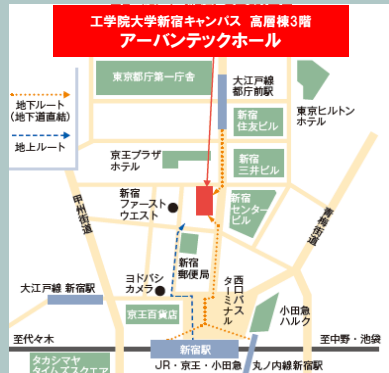 工学院大学新宿キャンパス 高層棟3階
アーバンテックホール
東京都庁第一庁舎
大江戸線
都庁前駅
東京ヒルトン
ホテル
地下ルート
(地下道直結)
地上ルート
新宿
住友ビル
京王プラザ
ホテル
新宿
三井ビル
新宿
ファースト
ウエスト
新宿
センター
ビル
甲州街道
青梅街道
新宿
郵便局
西口バス
ターミナル
ヨドバシ
カメラ
大江戸線 新宿駅
京王百貨店
小田急
ハルク
至代々木
新宿駅
至中野・池袋
タカシマヤ
タイムズスクエア
JR・京王・小田急
丸ノ内線新宿駅